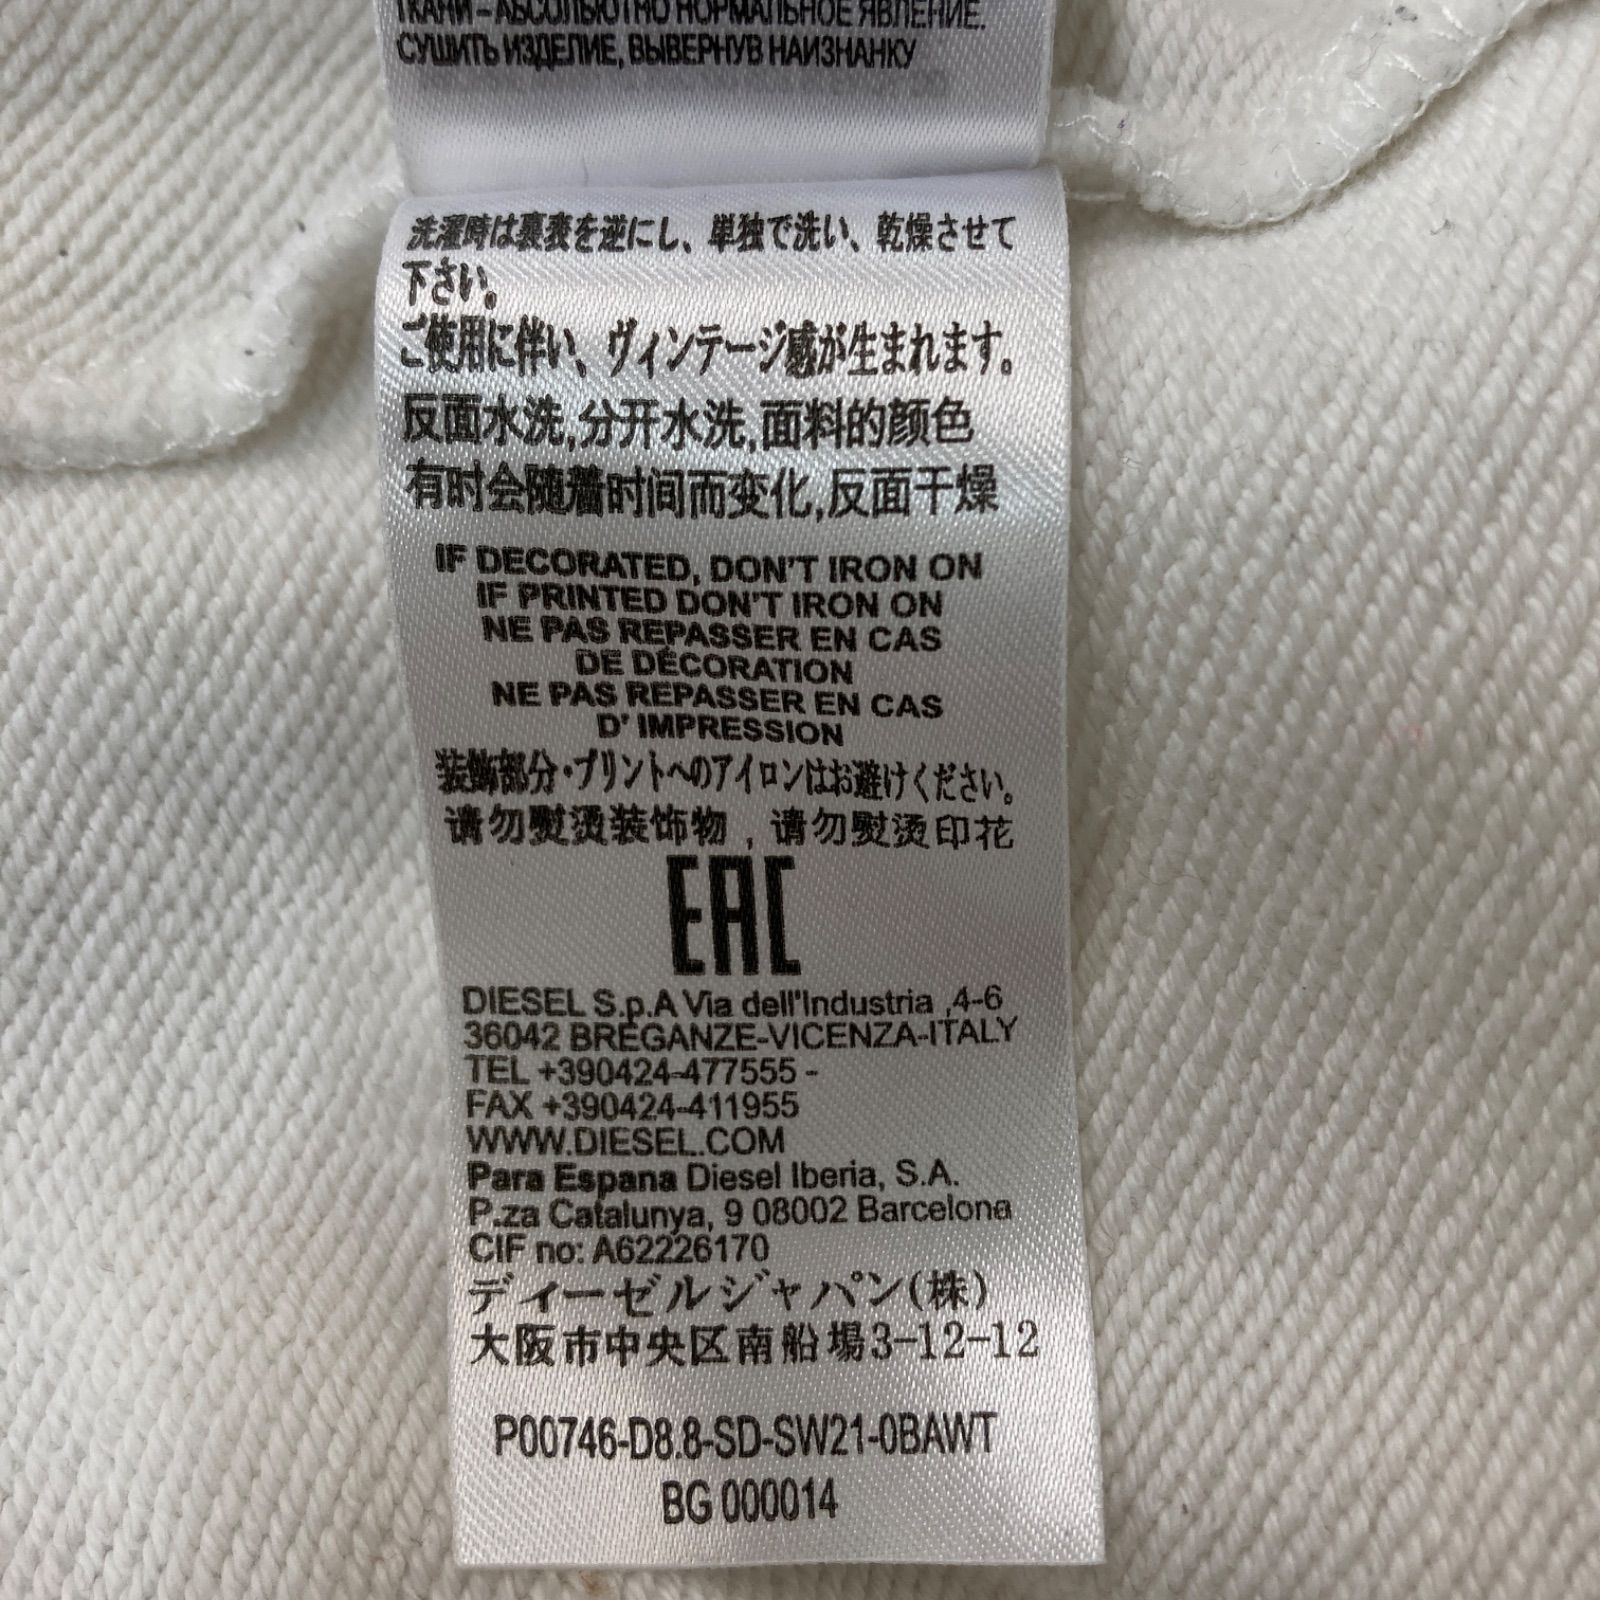 ТКАНИ – АБСОЛЮТНО НОРМАЛЬНОЕ ЯВЛЕНИЕ.
СУШИТЬ ИЗДЕЛИЕ, ВЫВЕРНУВ НАИЗНАНКУ
洗濯時は裏表を逆にし、単独で洗い、乾燥させて
下さい。
ご使用に伴い、ヴィンテージ感が生まれます。
反面水洗,分开水洗,面料的颜色
有时会随着时间而变化,反面干燥
IF DECORATED, DON'T IRON ON
IF PRINTED DON'T IRON ON
NE PAS REPASSER EN CAS
DE DÉCORATION
NE PAS REPASSER EN CAS
D' IMPRESSION
装飾部分・プリントへのアイロンはお避けください。
请勿熨烫装饰物，请勿熨烫印花
EAC
DIESEL S.p.A Via dell'Industria ,4-6
36042 BREGANZE-VICENZA-ITALY
TEL +390424-477555 -
FAX +390424-411955
WWW.DIESEL.COM
Para Espana Diesel Iberia, S.A.
P.za Catalunya, 9 08002 Barcelona
CIF no: A62226170
ディーゼルジャパン(株)
大阪市中央区南船場3-12-12
P00746-D8.8-SD-SW21-0BAWT
BG 000014